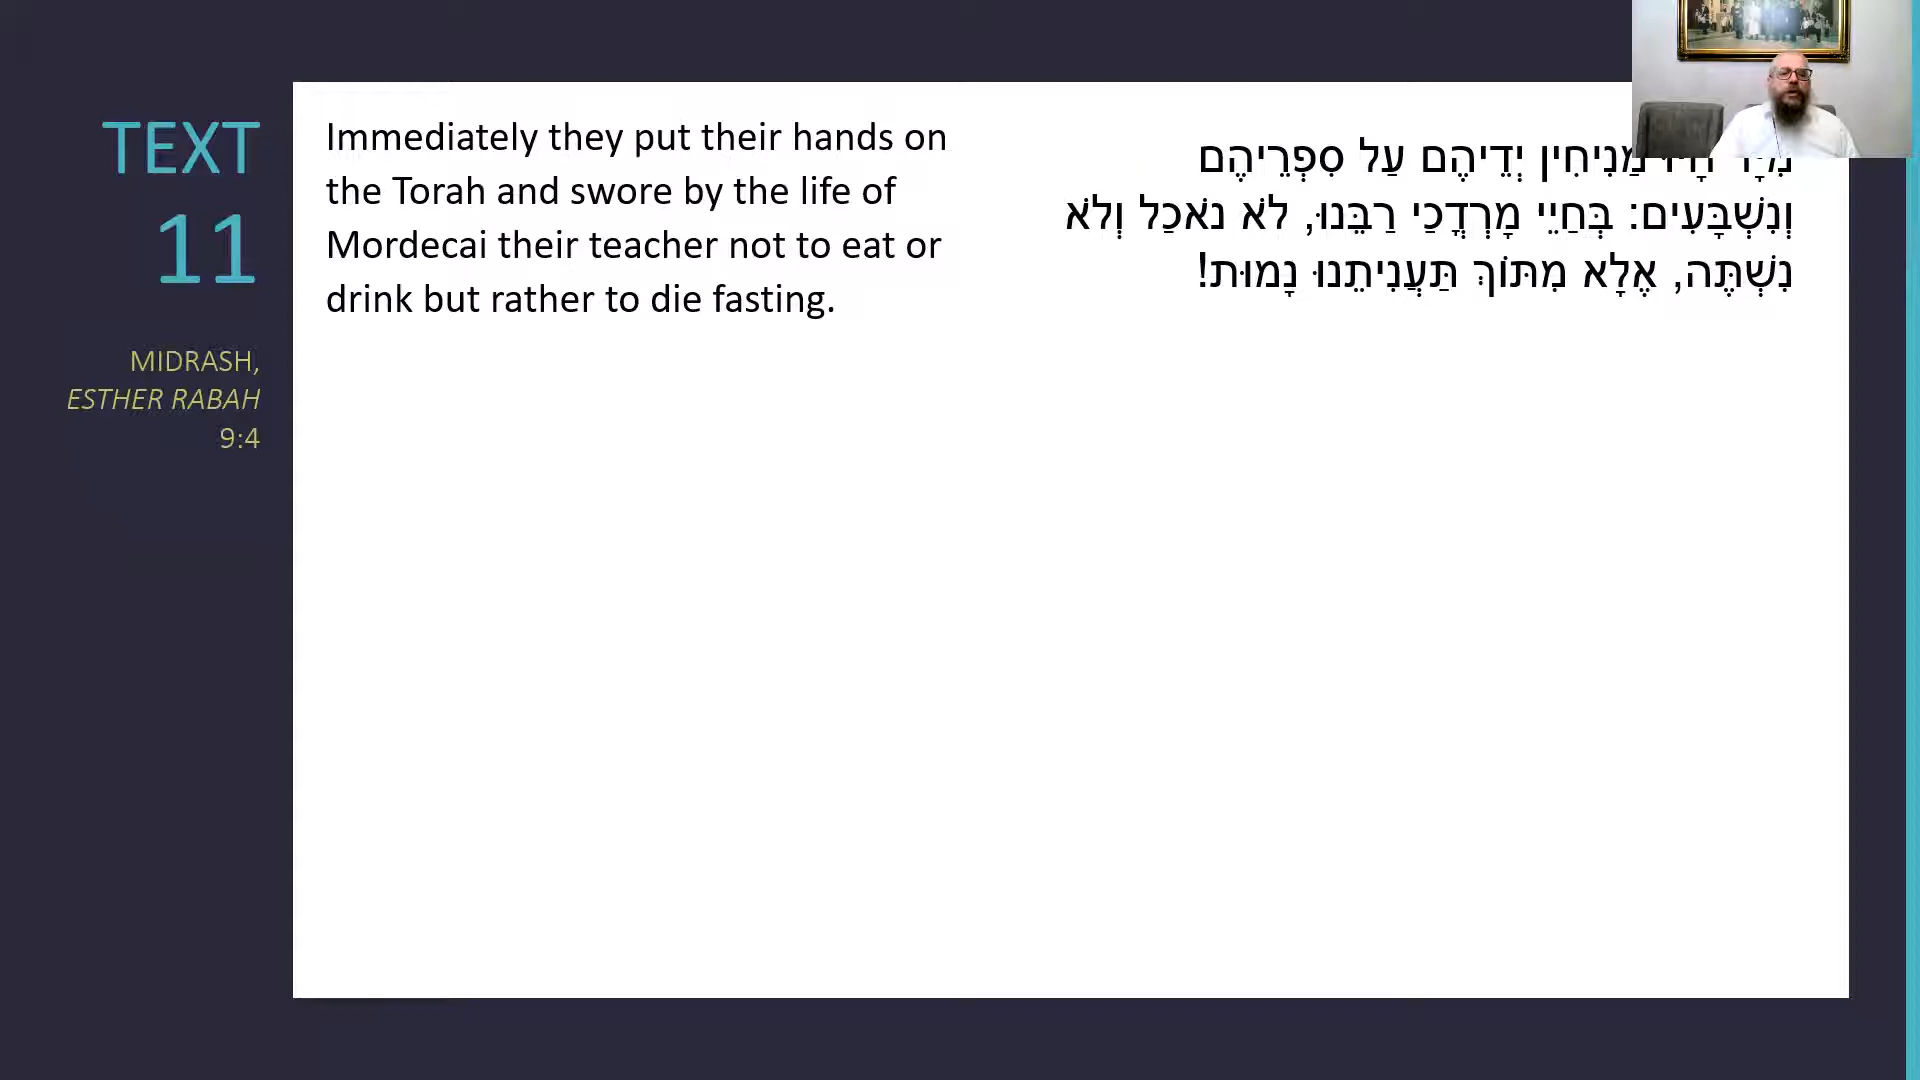 TEXT
11
MIDRASH,
ESTHER RABAH
9:4
Immediately they put their hands on
the Torah and swore by the life of
Mordecai their teacher not to eat or
drink but rather to die fasting.
מַנִיחִין יְדֵיהֶם עַל סִפְרֵיהֶם
וְנִשְׁבָּעִים: בְּחַיֵי מָרְדֳכַי רַבֵּנוּ, לֹא נֹאכַל וְלֹא
נִשְׁתֶּה, אֶלָא מִתּוֹךְ תַּעֲנִיתֵנוּ נָמוּת!